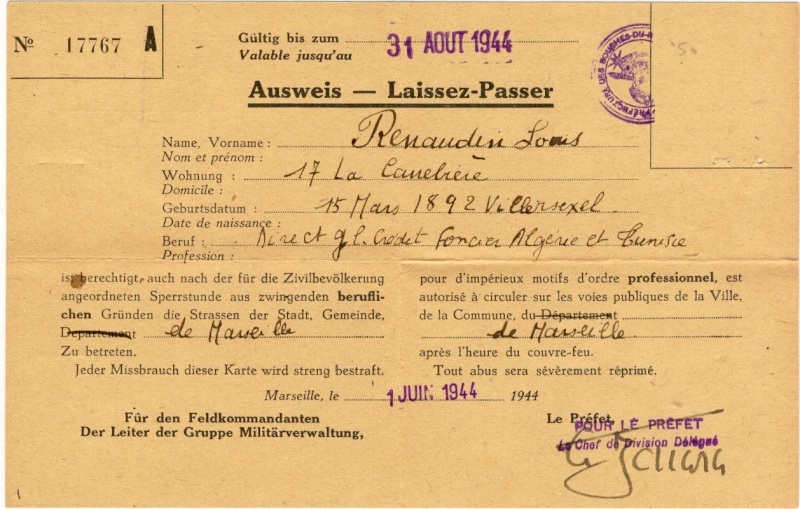 Nº 17767 A
Gültig bis zum
Valable jusqu'au
31 AOUT 1944
PRÉFECTURE DES BOUCHES-DU-R
Ausweis — Laissez-Passer
Name, Vorname : Renaudin Louis
Nom et prénom :
Wohnung : 17 La Canebière
Domicile :
Geburtsdatum : 15 Mars 1892 Villersexel
Date de naissance :
Beruf : Direct gl. Crédit Foncier Algérie et Tunisie
Profession :
ist berechtigt, auch nach der für die Zivilbevölkerung
angeordneten Sperrstunde aus zwingenden berufli-
chen Gründen die Strassen der Stadt, Gemeinde,
Departement de Marseille
Zu betreten.
Jeder Missbrauch dieser Karte wird streng bestraft.
pour d'impérieux motifs d'ordre professionnel, est
autorisé à circuler sur les voies publiques de la Ville,
de la Commune, du Département
de Marseille
après l'heure du couvre-feu.
Tout abus sera sévèrement réprimé.
Marseille, le 1 JUIN 1944 1944
Für den Feldkommandanten
Der Leiter der Gruppe Militärverwaltung,
Le Préfet,
POUR LE PRÉFET
Le Chef de Division Délégué